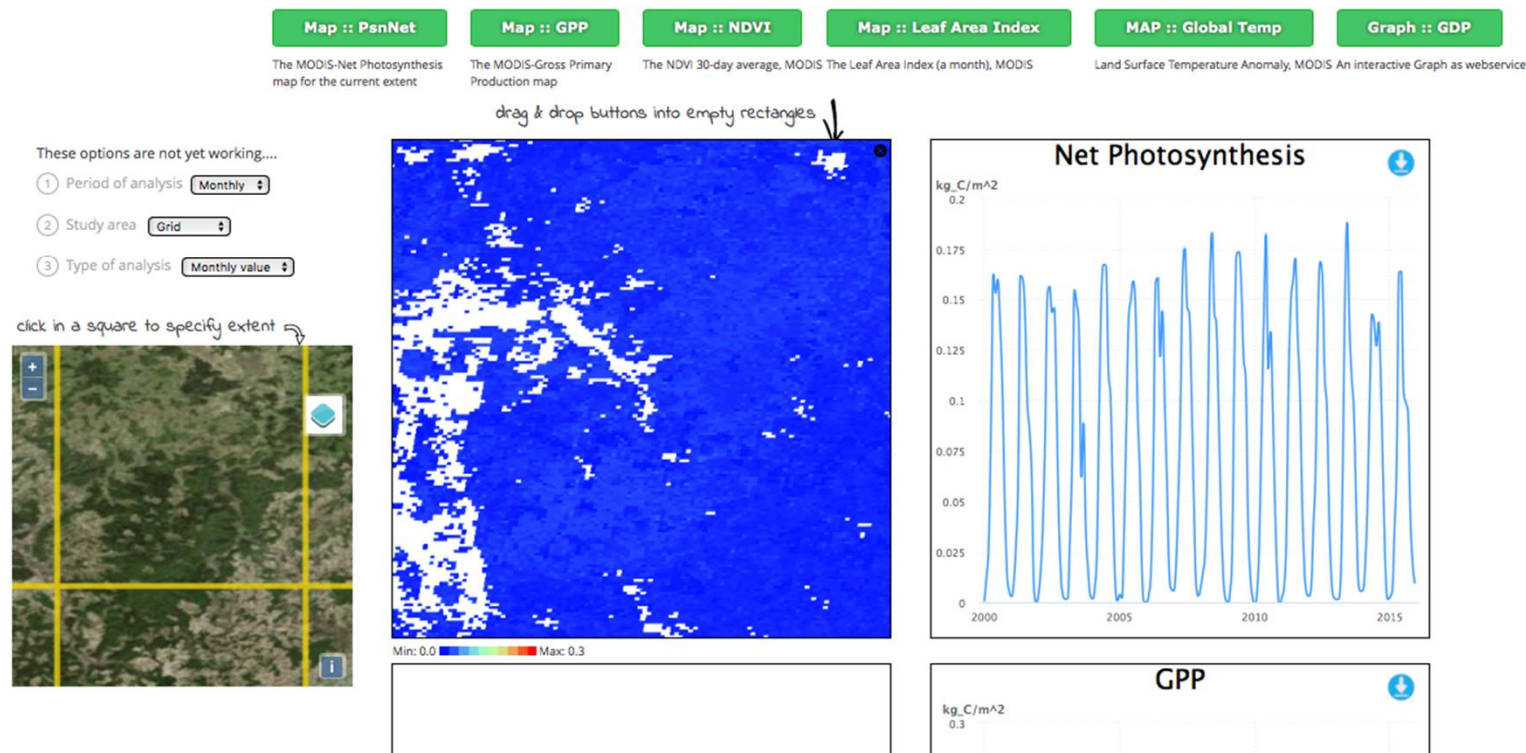 Map :: PsnNet
Map :: GPP
Map :: NDVI
Map :: Leaf Area Index
MAP :: Global Temp
Graph :: GDP
The MODIS-Net Photosynthesis
map for the current extent
The MODIS-Gross Primary
Production map
The NDVI 30-day average, MODIS
The Leaf Area Index (a month), MODIS
Land Surface Temperature Anomaly, MODIS
An interactive Graph as webservice
drag & drop buttons into empty rectangles
These options are not yet working....
1 Period of analysis Monthly
2 Study area Grid
3 Type of analysis Monthly value
click in a square to specify extent
+
-
i
Min: 0.0 Max: 0.3
Net Photosynthesis
kg_C/m^2
0.2
0.175
0.15
0.125
0.1
0.075
0.05
0.025
0
2000 2005 2010 2015
GPP
kg_C/m^2
0.3